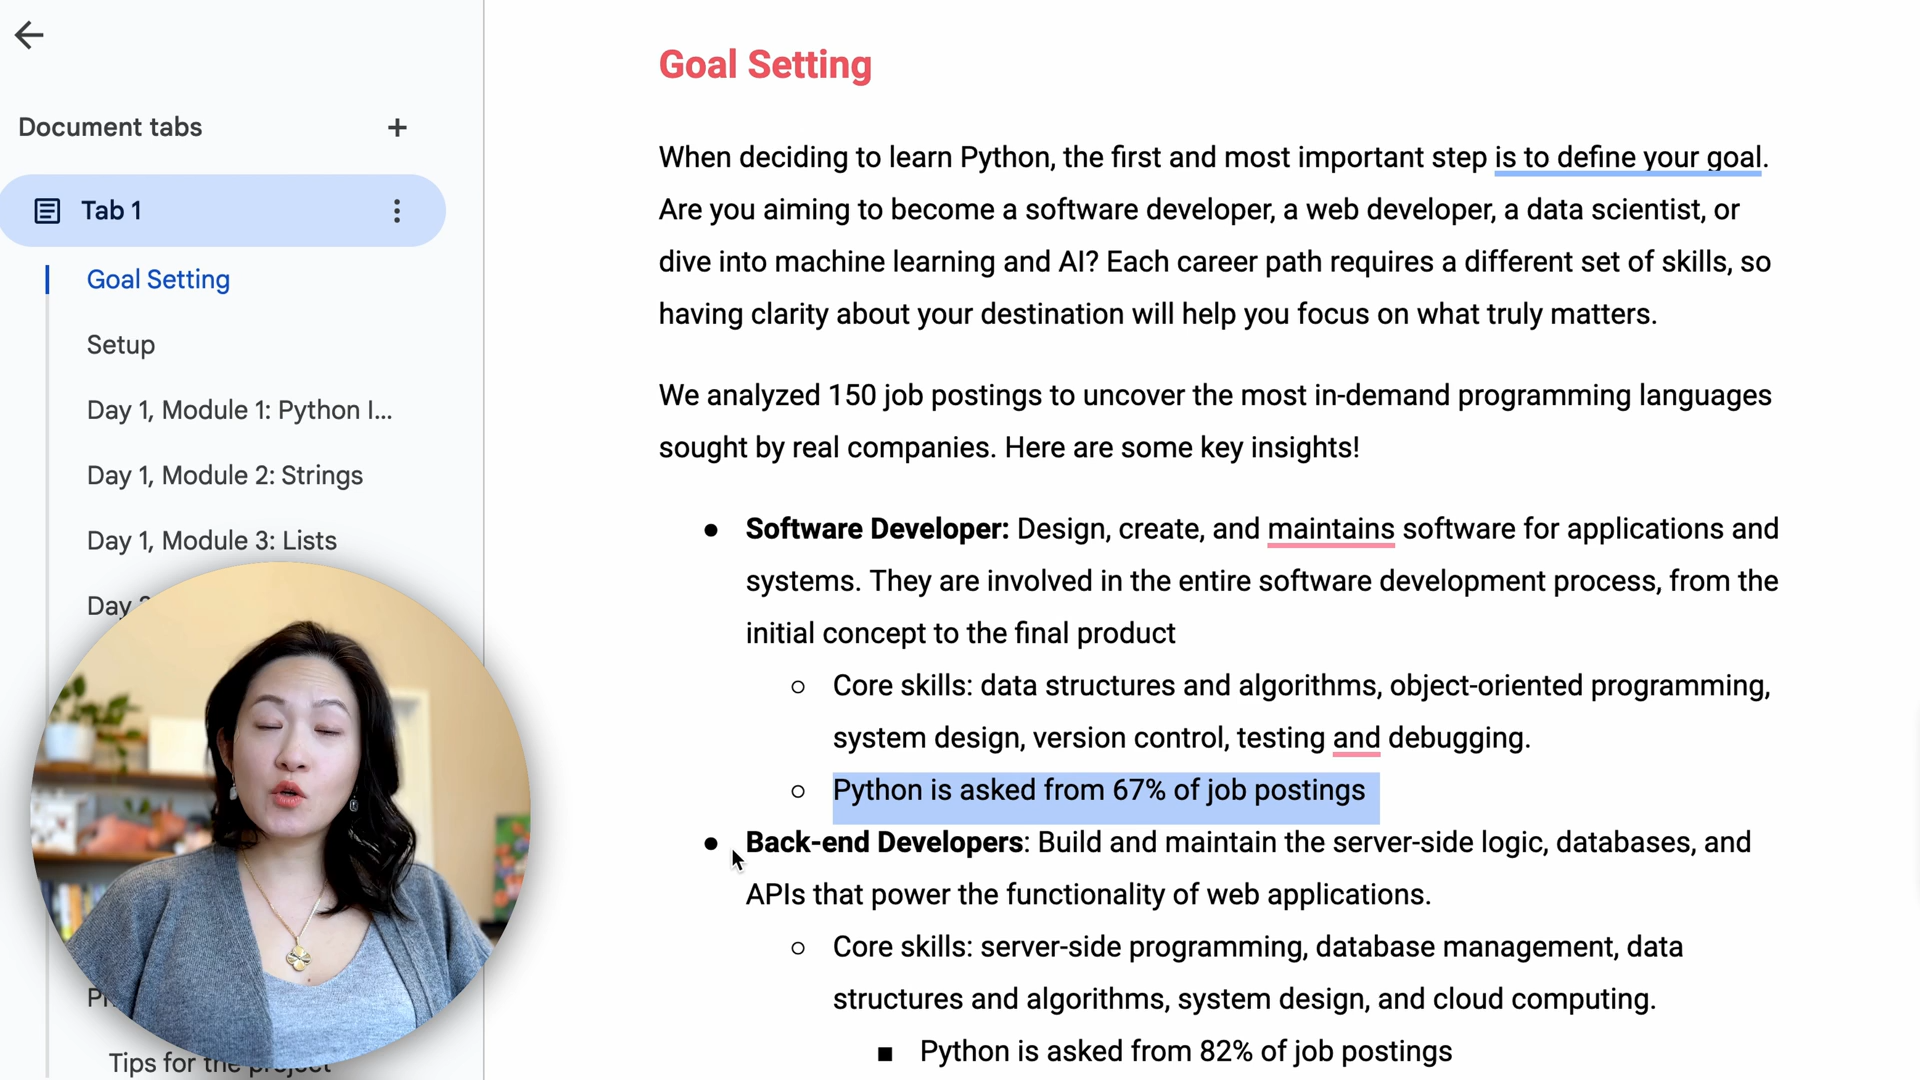 Document tabs
Tab 1
Goal Setting
Setup
Day 1, Module 1: Python I...
Day 1, Module 2: Strings
Day 1, Module 3: Lists
Day
Tips for the project
Goal Setting
When deciding to learn Python, the first and most important step is to define your goal.
Are you aiming to become a software developer, a web developer, a data scientist, or
dive into machine learning and AI? Each career path requires a different set of skills, so
having clarity about your destination will help you focus on what truly matters.
We analyzed 150 job postings to uncover the most in-demand programming languages
sought by real companies. Here are some key insights!
● Software Developer: Design, create, and maintains software for applications and
systems. They are involved in the entire software development process, from the
initial concept to the final product
○ Core skills: data structures and algorithms, object-oriented programming,
system design, version control, testing and debugging.
○ Python is asked from 67% of job postings
● Back-end Developers: Build and maintain the server-side logic, databases, and
APIs that power the functionality of web applications.
○ Core skills: server-side programming, database management, data
structures and algorithms, system design, and cloud computing.
■ Python is asked from 82% of job postings